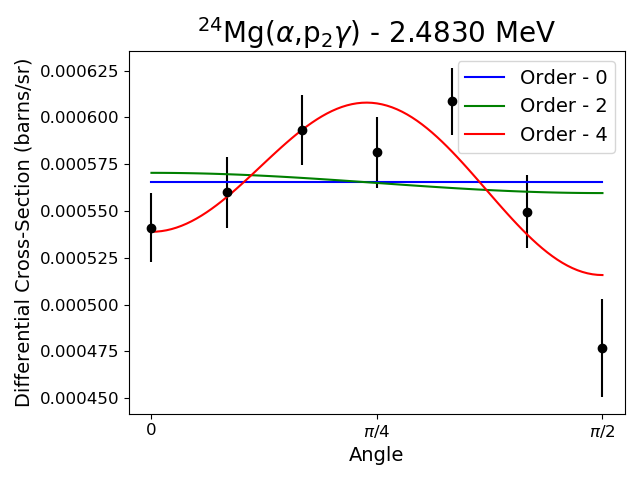 ²⁴Mg(α,p₂γ) - 2.4830 MeV
Differential Cross-Section (barns/sr)
0.000625
0.000600
0.000575
0.000550
0.000525
0.000500
0.000475
0.000450
Order - 0
Order - 2
Order - 4
0 π/4 π/2
Angle